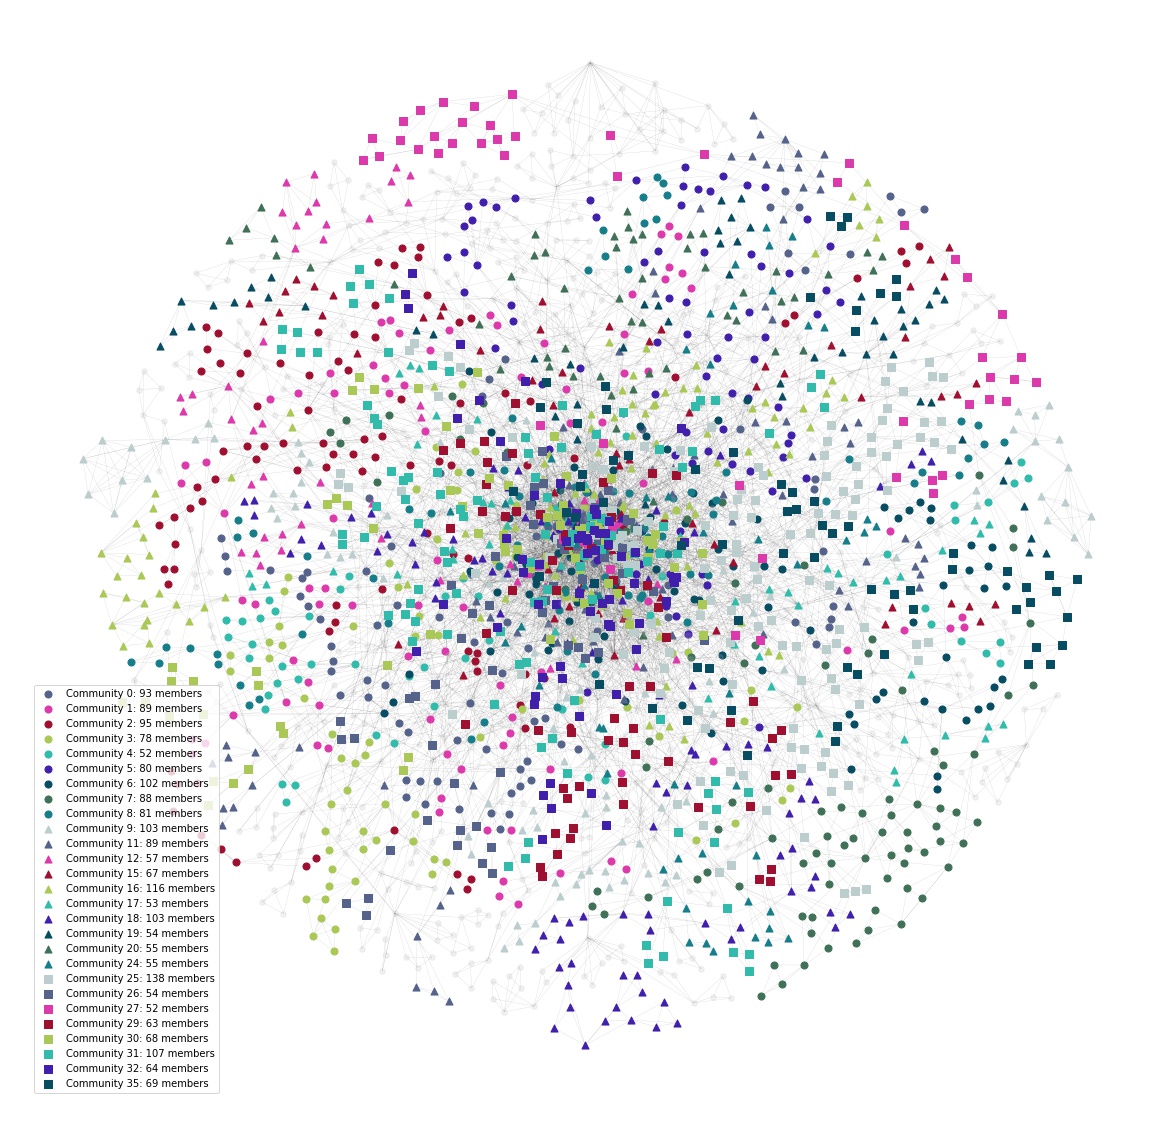 Community 0: 93 members
Community 1: 89 members
Community 2: 95 members
Community 3: 78 members
Community 4: 52 members
Community 5: 80 members
Community 6: 102 members
Community 7: 88 members
Community 8: 81 members
Community 9: 103 members
Community 11: 89 members
Community 12: 57 members
Community 15: 67 members
Community 16: 116 members
Community 17: 53 members
Community 18: 103 members
Community 19: 54 members
Community 20: 55 members
Community 24: 55 members
Community 25: 138 members
Community 26: 54 members
Community 27: 52 members
Community 29: 63 members
Community 30: 68 members
Community 31: 107 members
Community 32: 64 members
Community 35: 69 members